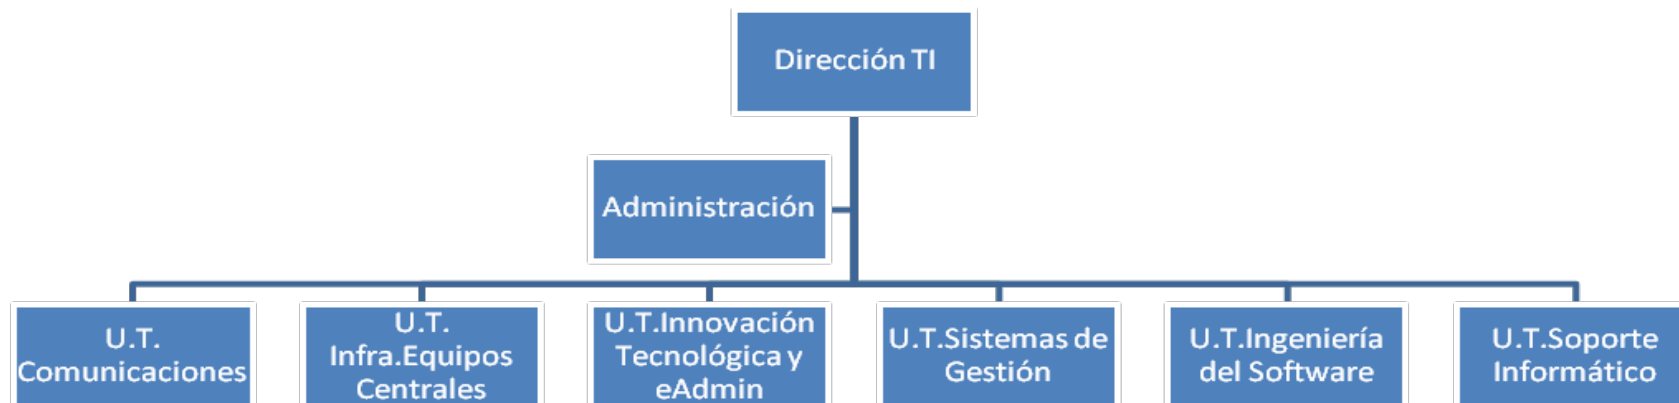 Dirección TI
Administración
U.T.
Comunicaciones
U.T.
Infra.Equipos
Centrales
U.T.Innovación
Tecnológica y
eAdmin
U.T.Sistemas de
Gestión
U.T.Ingeniería
del Software
U.T.Soporte
Informático